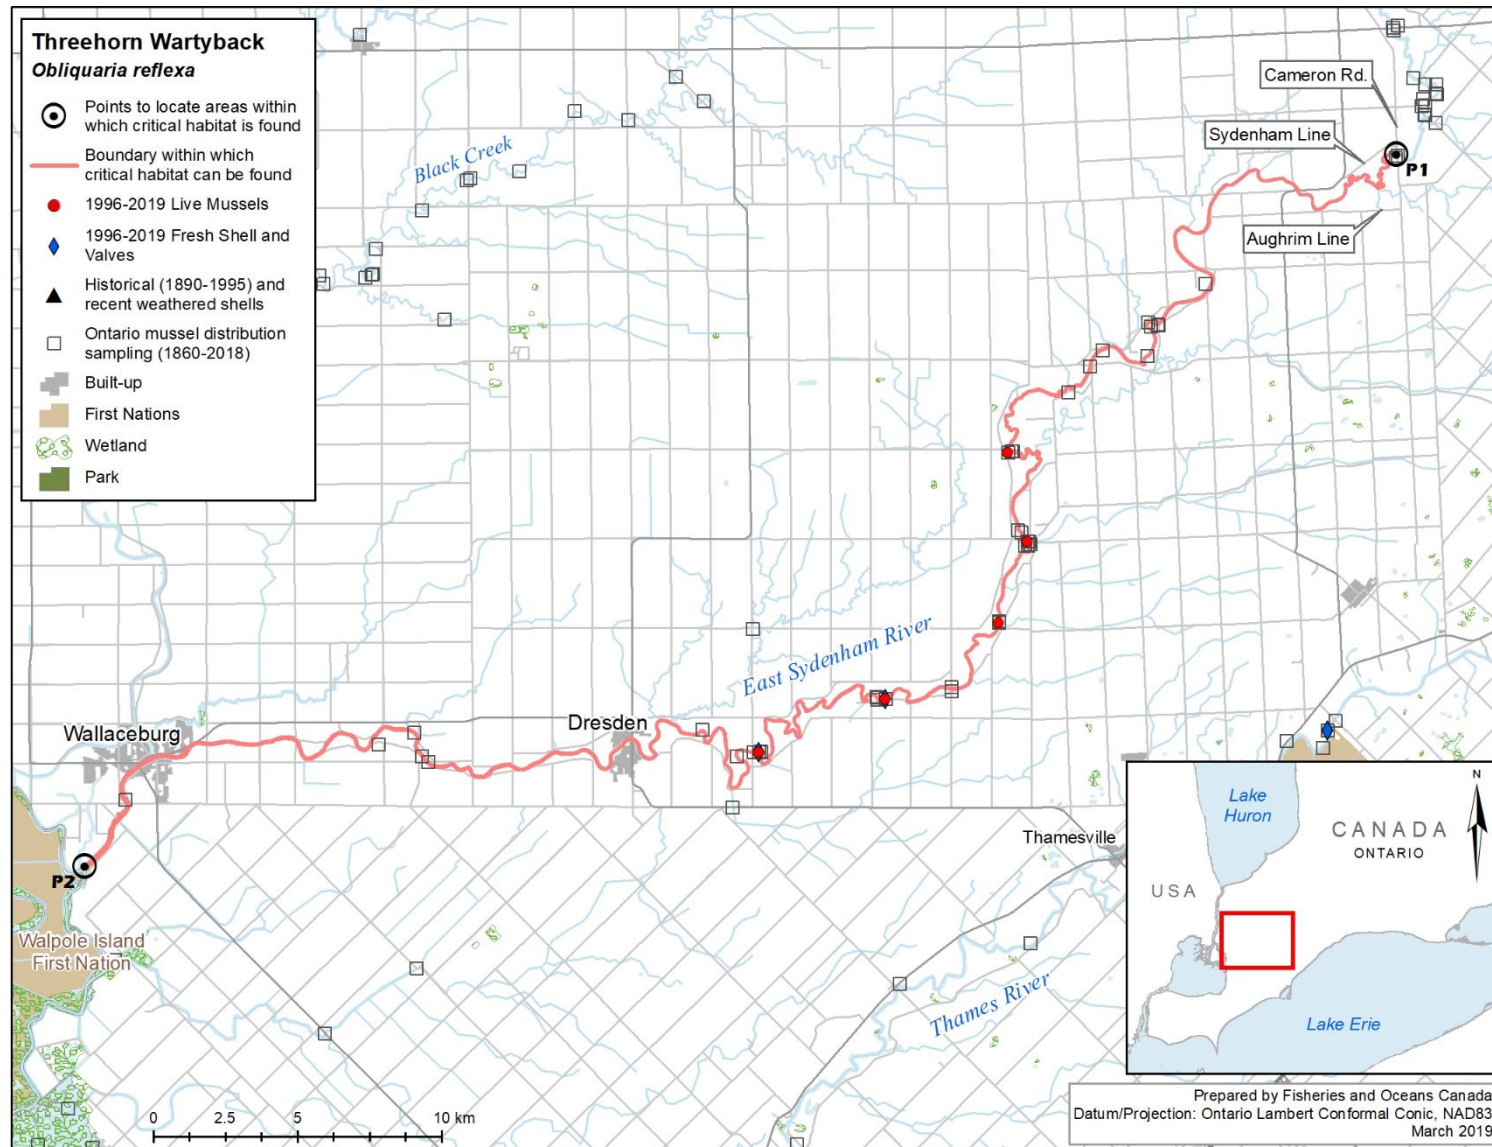 Threehorn Wartyback
Obliquaria reflexa
Points to locate areas within
which critical habitat is found
Boundary within which
critical habitat can be found
1996-2019 Live Mussels
1996-2019 Fresh Shell and
Valves
Historical (1890-1995) and
recent weathered shells
Ontario mussel distribution
sampling (1860-2018)
Built-up
First Nations
Wetland
Park
Cameron Rd.
Sydenham Line
P1
Aughrim Line
Black Creek
East Sydenham River
Wallaceburg
Dresden
P2
Walpole Island
First Nation
Thamesville
Thames River
0 2.5 5 10 km
N
Lake
Huron
CANADA
ONTARIO
USA
Lake Erie
Prepared by Fisheries and Oceans Canada
Datum/Projection: Ontario Lambert Conformal Conic, NAD83
March 2019